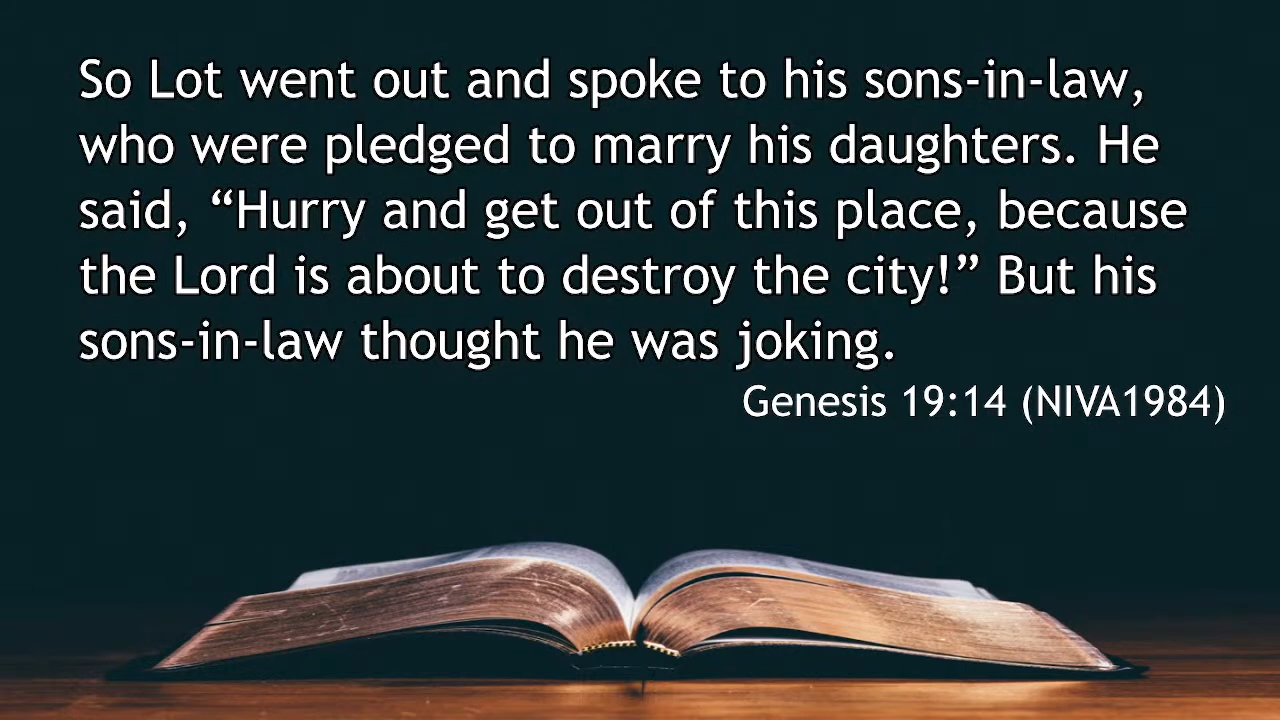 So Lot went out and spoke to his sons-in-law,
who were pledged to marry his daughters. He
said, “Hurry and get out of this place, because
the Lord is about to destroy the city!” But his
sons-in-law thought he was joking.
Genesis 19:14 (NIVA1984)